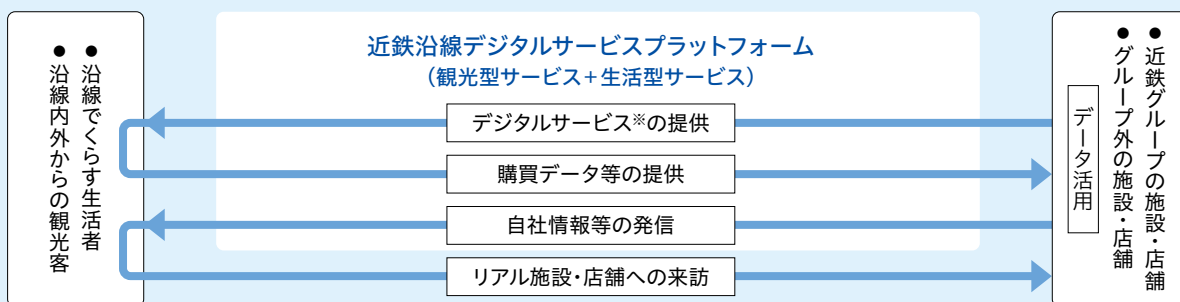 近鉄沿線デジタルサービスプラットフォーム
（観光型サービス+生活型サービス）
● 沿線でくらす生活者
● 沿線内外からの観光客
デジタルサービス※の提供
購買データ等の提供
自社情報等の発信
リアル施設・店舗への来訪
● 近鉄グループの施設・店舗
● グループ外の施設・店舗
データ活用